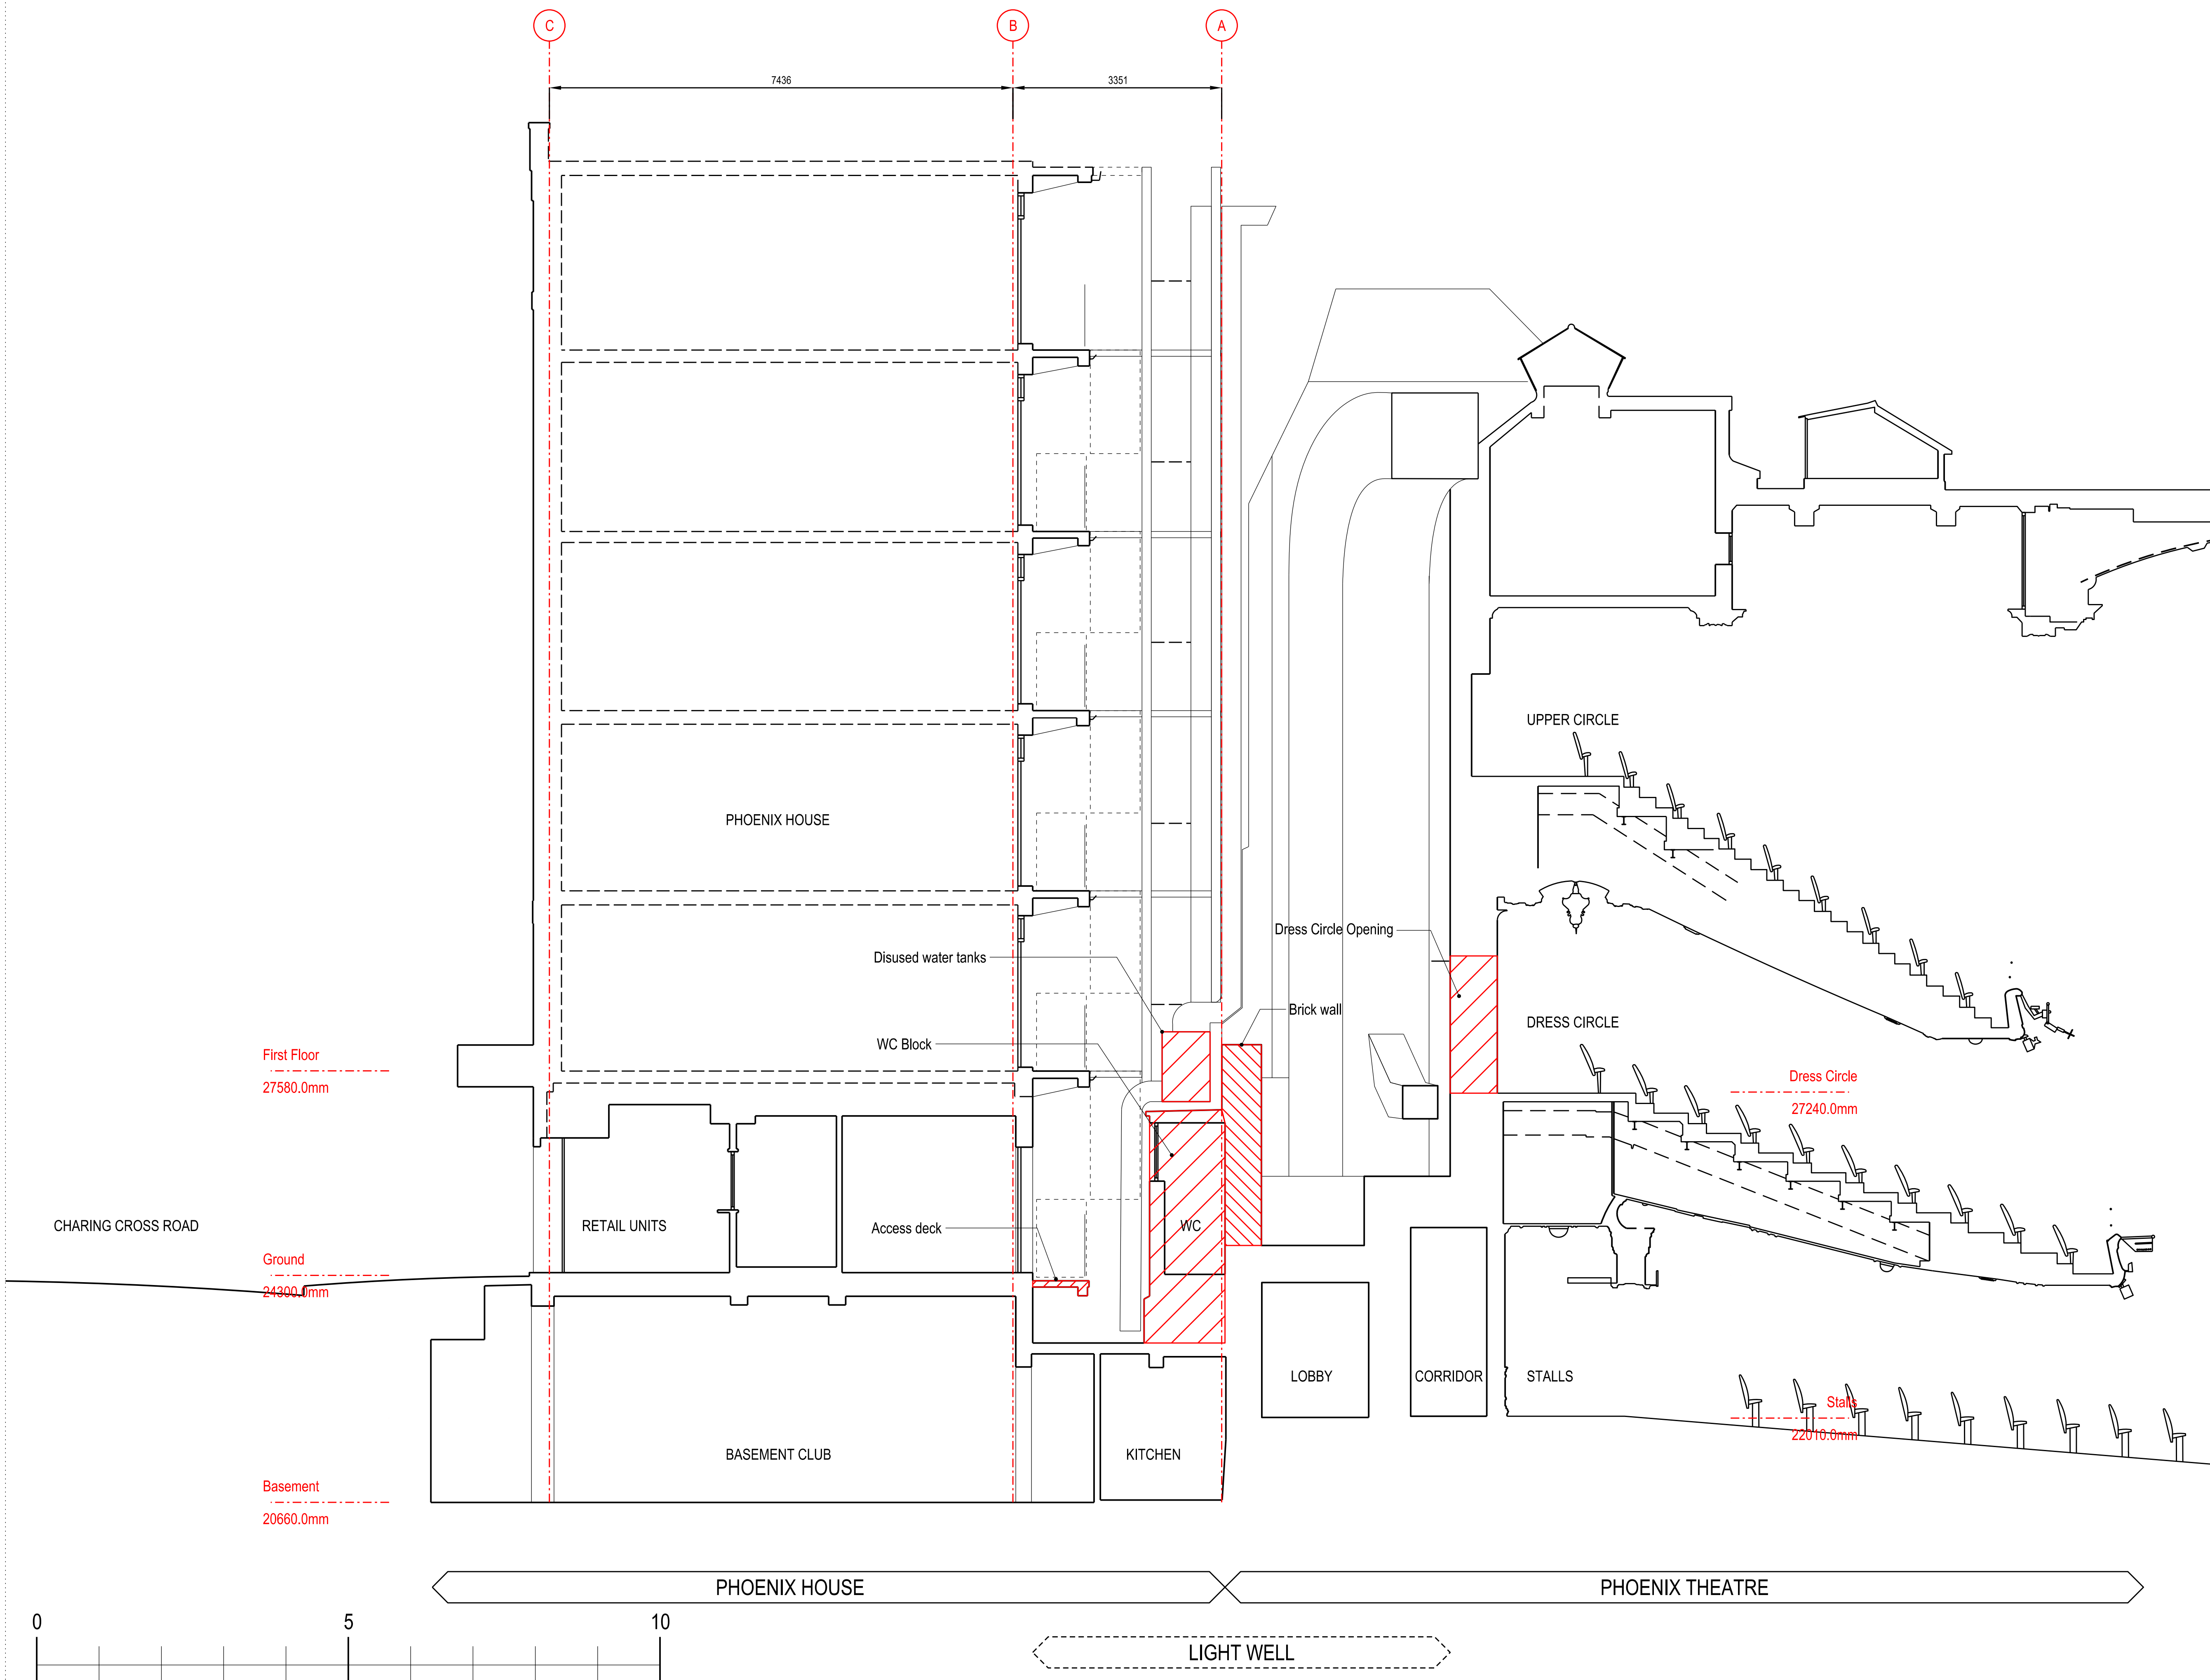 C
B
A
7436
3351
UPPER CIRCLE
PHOENIX HOUSE
Dress Circle Opening
Disused water tanks
Brick wall
DRESS CIRCLE
WC Block
First Floor
27580.0mm
Dress Circle
27240.0mm
CHARING CROSS ROAD
RETAIL UNITS
Access deck
WC
Ground
24300.0mm
LOBBY
CORRIDOR
STALLS
Stalls
22010.0mm
BASEMENT CLUB
KITCHEN
Basement
20660.0mm
PHOENIX HOUSE
PHOENIX THEATRE
0
5
10
LIGHT WELL